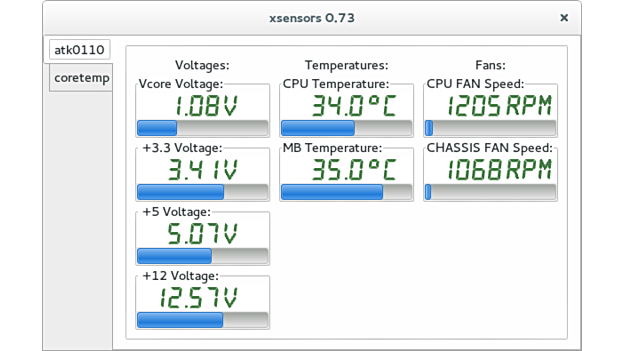 xsensors 0.73
atk0110
coretemp
Voltages:
Vcore Voltage:
1.08V
+3.3 Voltage:
3.41V
+5 Voltage:
5.07V
+12 Voltage:
12.57V
Temperatures:
CPU Temperature:
34.0°C
MB Temperature:
35.0°C
Fans:
CPU FAN Speed:
1205RPM
CHASSIS FAN Speed:
1068RPM